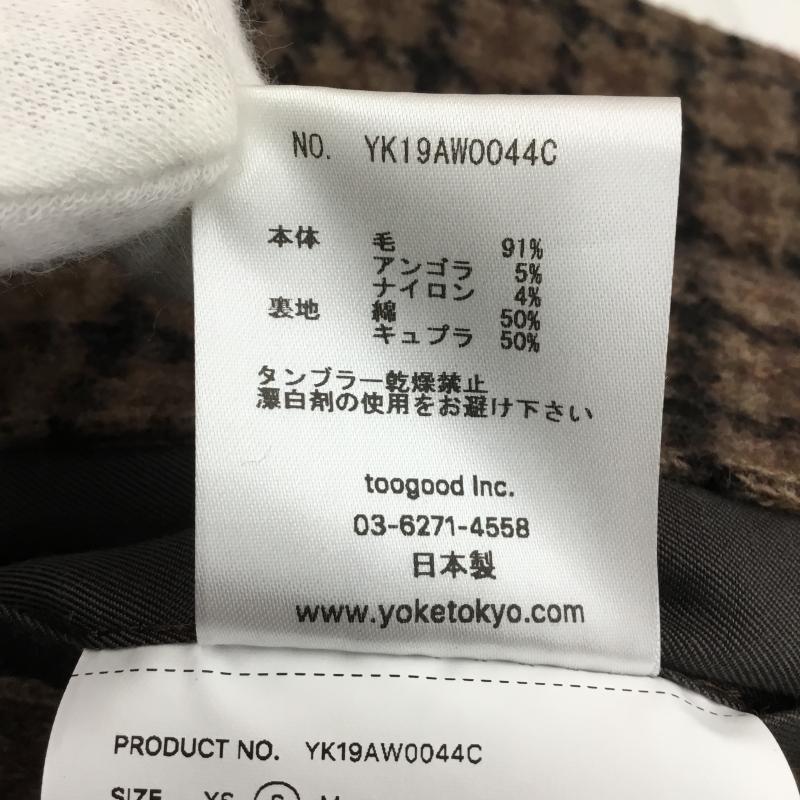 NO. YK19AW0044C
本体 毛 91%
アンゴラ 5%
ナイロン 4%
裏地 綿 50%
キュプラ 50%
タンブラー乾燥禁止
漂白剤の使用をお避け下さい
toogood Inc.
03-6271-4558
日本製
www.yoketokyo.com
PRODUCT NO. YK19AW0044C
SIZE XS S M